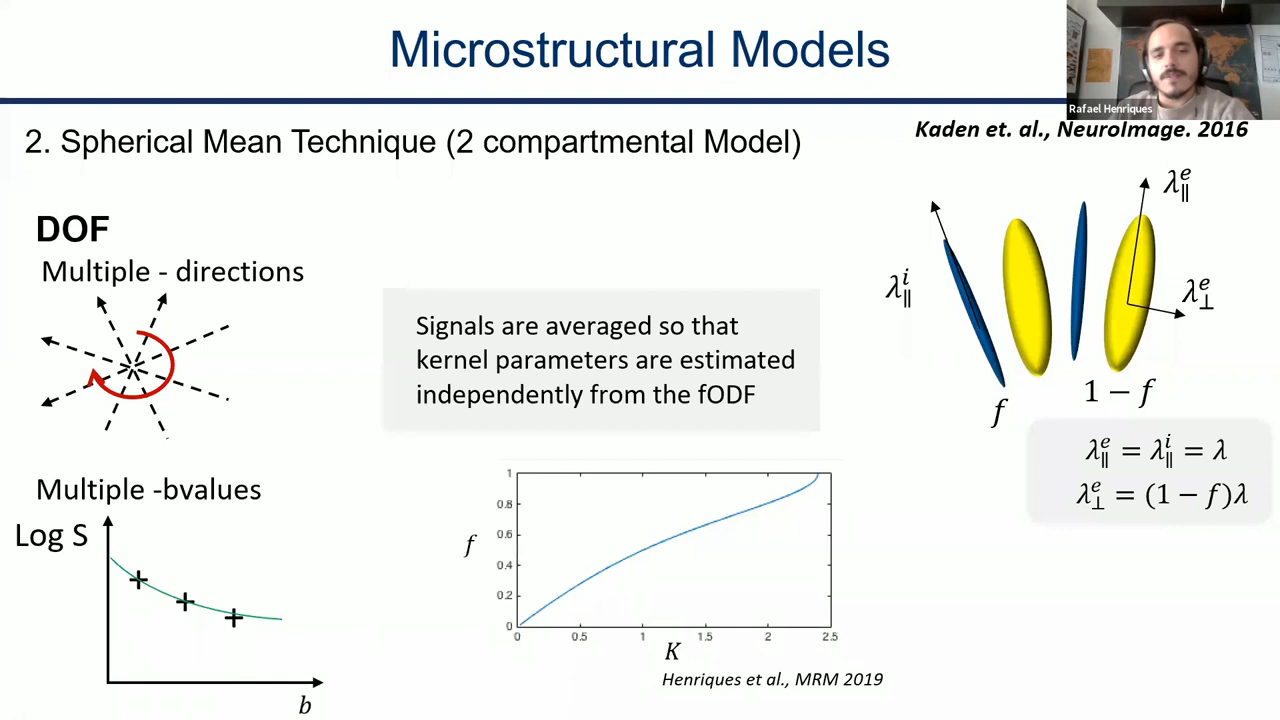 Microstructural Models
Rafael Henriques
2. Spherical Mean Technique (2 compartmental Model)
Kaden et. al., NeuroImage. 2016
DOF
Multiple - directions
Signals are averaged so that
kernel parameters are estimated
independently from the fODF
λ∥^e
λ∥^i
λ⊥^e
f
1 − f
λ∥^e = λ∥^i = λ
λ⊥^e = (1 − f)λ
Multiple -bvalues
Log S
b
f
1
0.8
0.6
0.4
0.2
0
0 0.5 1 1.5 2 2.5
K
Henriques et al., MRM 2019